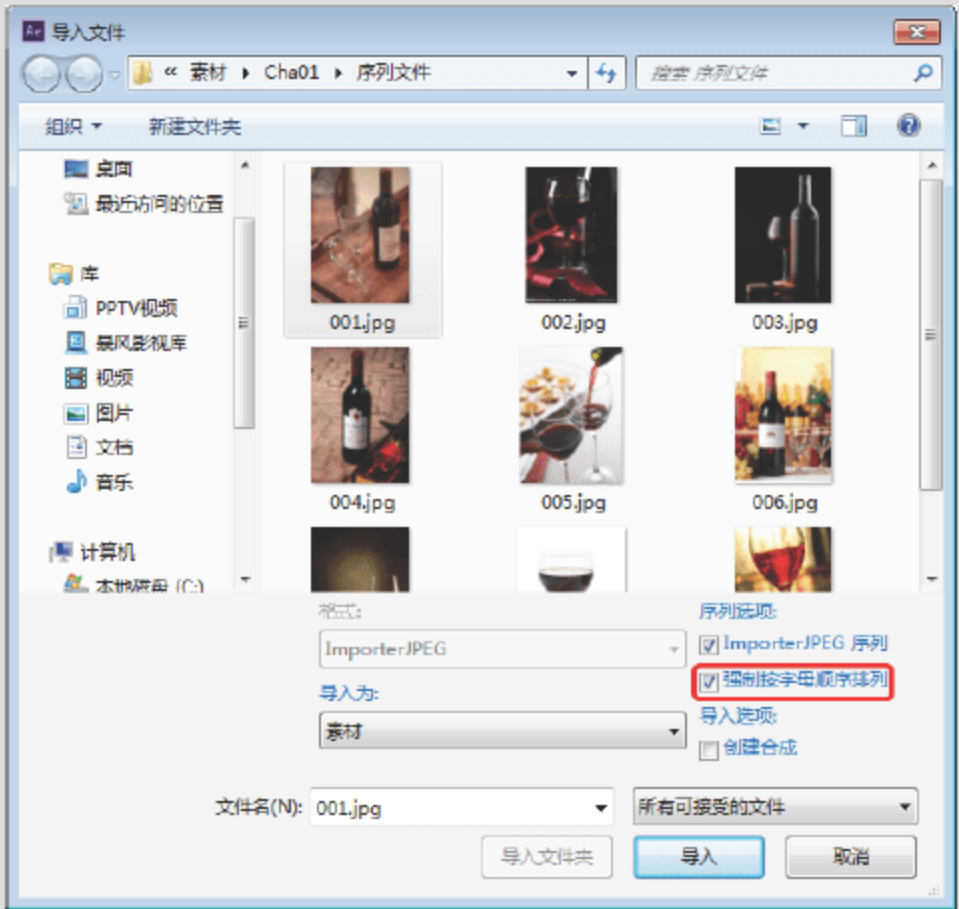 Ae 导入文件
« 素材 ▸ Cha01 ▸ 序列文件
搜索 序列文件
组织
新建文件夹
桌面
最近访问的位置
库
PPTV视频
暴风影视库
视频
图片
文档
音乐
计算机
本地磁盘 (C:)
001.jpg
002.jpg
003.jpg
004.jpg
005.jpg
006.jpg
格式:
ImporterJPEG
导入为:
素材
序列选项:
ImporterJPEG 序列
强制按字母顺序排列
导入选项:
创建合成
文件名(N): 001.jpg
所有可接受的文件
导入文件夹
导入
取消